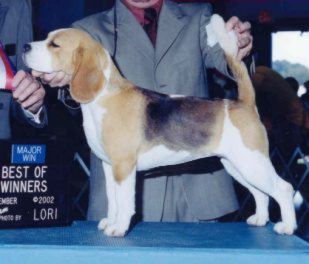 MAJOR
WIN
BEST OF
WINNERS
EMBER ©2002
PHOTO BY LORI